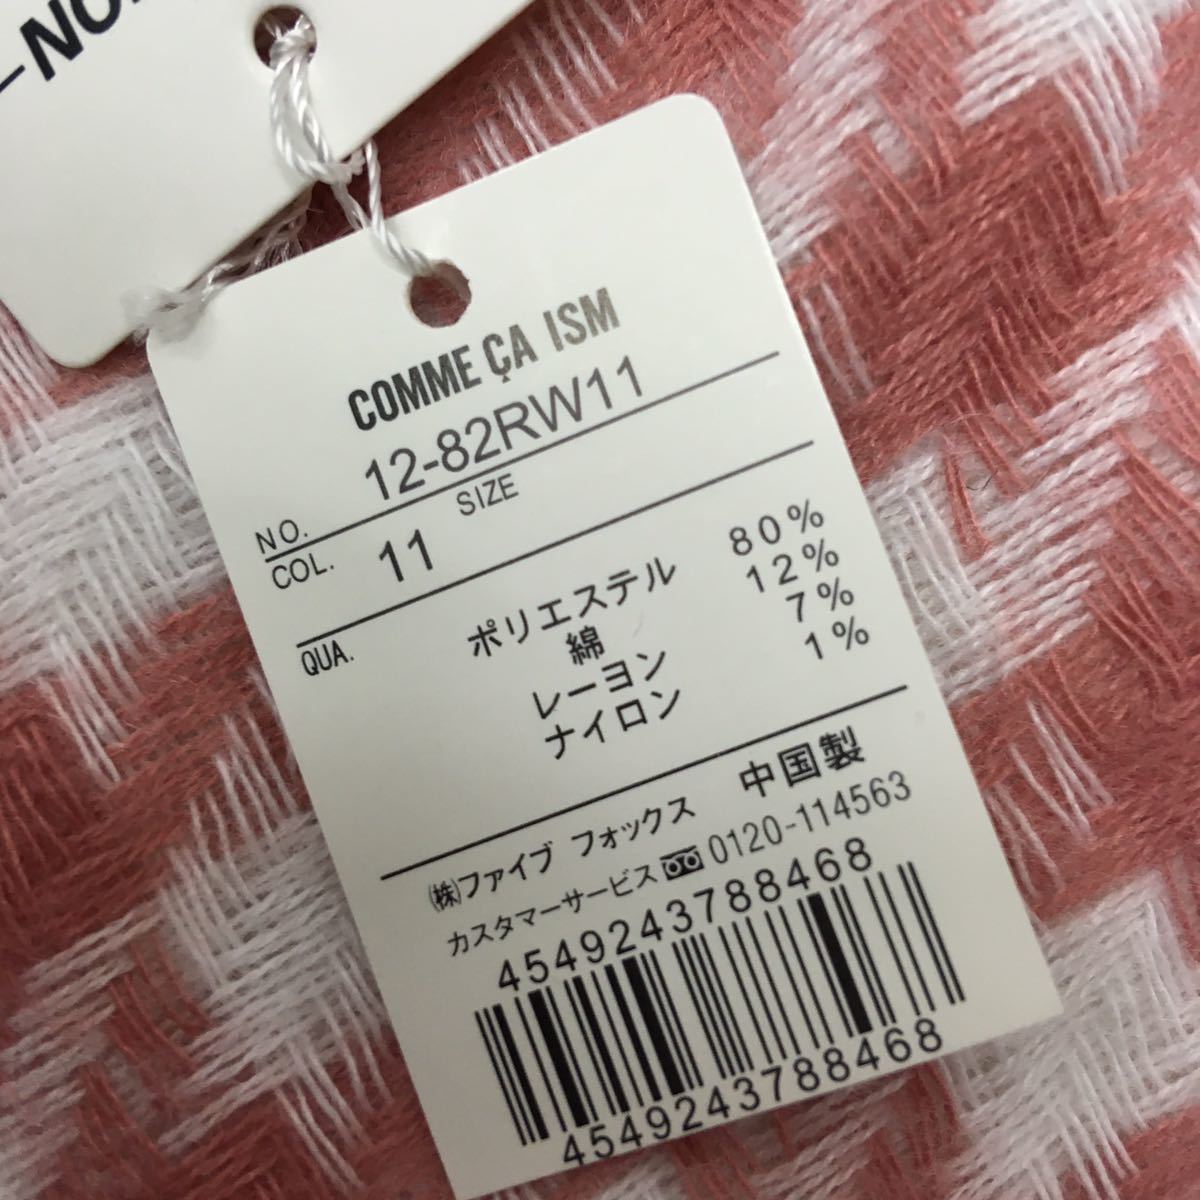 COMME ÇA ISM
NO. 12-82RW11
COL. 11 SIZE
QUA. ポリエステル 80%
綿 12%
レーヨン 7%
ナイロン 1%
中国製
㈱ファイブ フォックス
カスタマーサービス 0120-114563
4549243788468
4549243788468